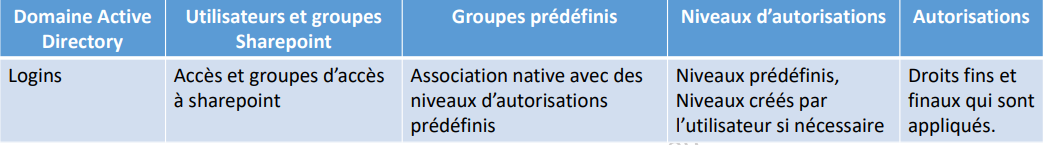 Domaine Active
Directory
Utilisateurs et groupes
Sharepoint
Groupes prédéfinis
Niveaux d'autorisations
Autorisations
Logins
Accès et groupes d'accès
à sharepoint
Association native avec des
niveaux d'autorisations
prédéfinis
Niveaux prédéfinis,
Niveaux créés par
l'utilisateur si nécessaire
Droits fins et
finaux qui sont
appliqués.